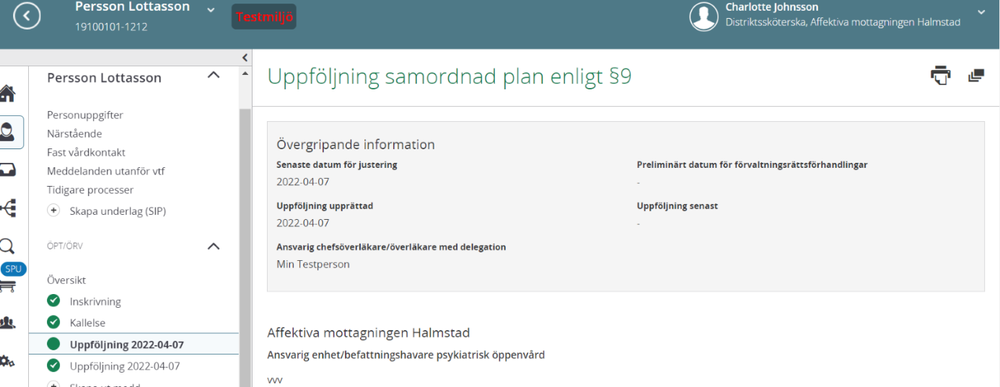 Persson Lottasson
19100101-1212
Testmiljö
Charlotte Johnsson
Distriktssköterska, Affektiva mottagningen Halmstad
Persson Lottasson
Personuppgifter
Närstående
Fast vårdkontakt
Meddelanden utanför vtf
Tidigare processer
Skapa underlag (SIP)
ÖPT/ÖRV
SPU
Översikt
Inskrivning
Kallelse
Uppföljning 2022-04-07
Uppföljning 2022-04-07
Skapa ut medd
Uppföljning samordnad plan enligt §9
Övergripande information
Senaste datum för justering
2022-04-07
Preliminärt datum för förvaltningsrättsförhandlingar
-
Uppföljning upprättad
2022-04-07
Uppföljning senast
-
Ansvarig chefsöverläkare/överläkare med delegation
Min Testperson
Affektiva mottagningen Halmstad
Ansvarig enhet/befattningshavare psykiatrisk öppenvård
vvv